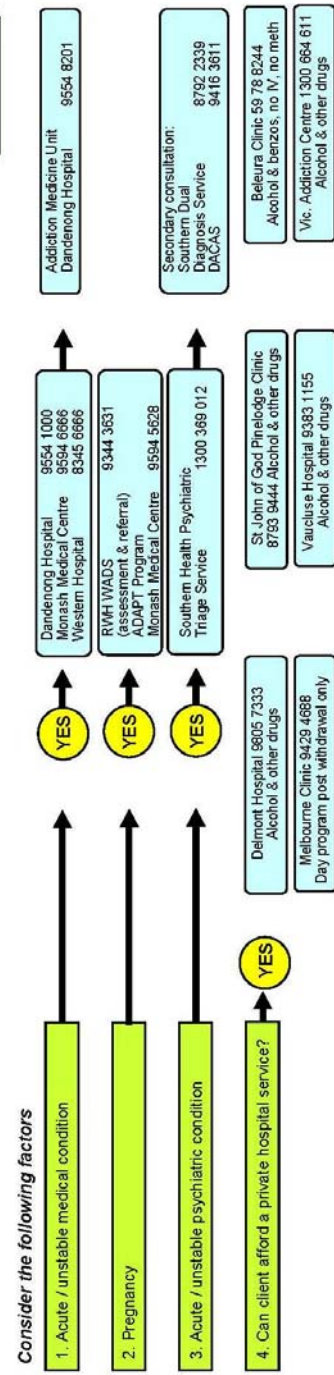 Consider the following factors
1. Acute / unstable medical condition
YES
Dandenong Hospital 9554 1000
Monash Medical Centre 9594 6666
Western Hospital 8345 6666
Addiction Medicine Unit
Dandenong Hospital 9554 8201
2. Pregnancy
YES
RWH WADS 9344 3631
(assessment & referral)
ADAPT Program
Monash Medical Centre 9594 5628
3. Acute / unstable psychiatric condition
YES
Southern Health Psychiatric
Triage Service 1300 369 012
Secondary consultation:
Southern Dual
Diagnosis Service 8792 2339
DACAS 9416 3611
4. Can client afford a private hospital service?
YES
Delmont Hospital 9805 7333
Alcohol & other drugs
Melbourne Clinic 9429 4688
Day program post withdrawal only
St John of God Pinelodge Clinic
8793 9444 Alcohol & other drugs
Vaucluse Hospital 9383 1155
Alcohol & other drugs
Beleura Clinic 59 78 8244
Alcohol & benzos, no IV, no meth
Vic. Addiction Centre 1300 664 611
Alcohol & other drugs